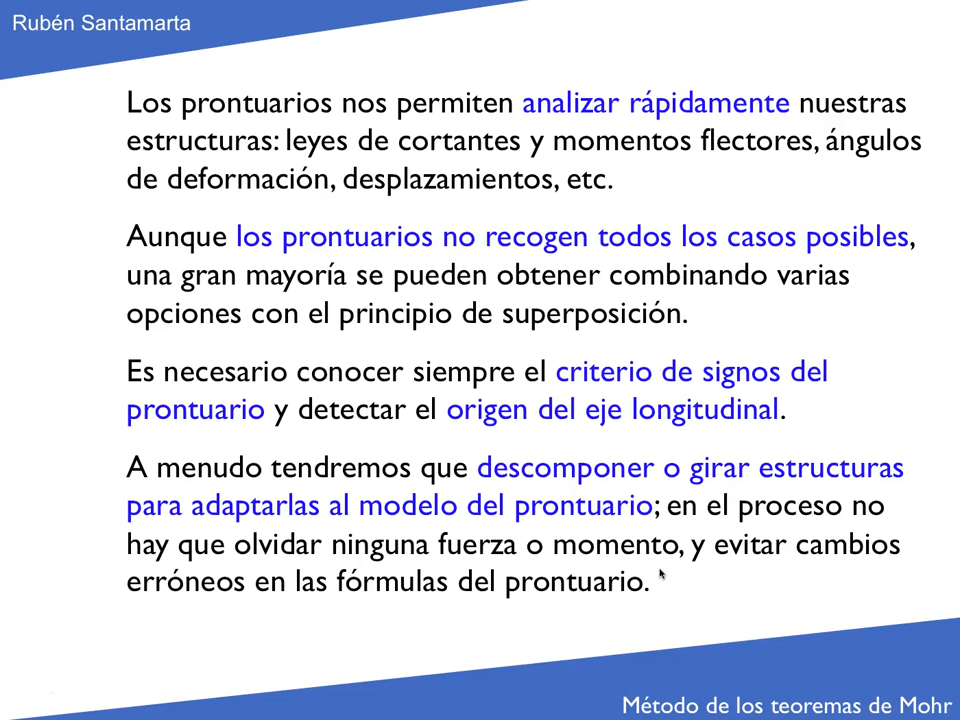 Rubén Santamarta
Los prontuarios nos permiten analizar rápidamente nuestras
estructuras: leyes de cortantes y momentos flectores, ángulos
de deformación, desplazamientos, etc.
Aunque los prontuarios no recogen todos los casos posibles,
una gran mayoría se pueden obtener combinando varias
opciones con el principio de superposición.
Es necesario conocer siempre el criterio de signos del
prontuario y detectar el origen del eje longitudinal.
A menudo tendremos que descomponer o girar estructuras
para adaptarlas al modelo del prontuario; en el proceso no
hay que olvidar ninguna fuerza o momento, y evitar cambios
erróneos en las fórmulas del prontuario.
Método de los teoremas de Mohr